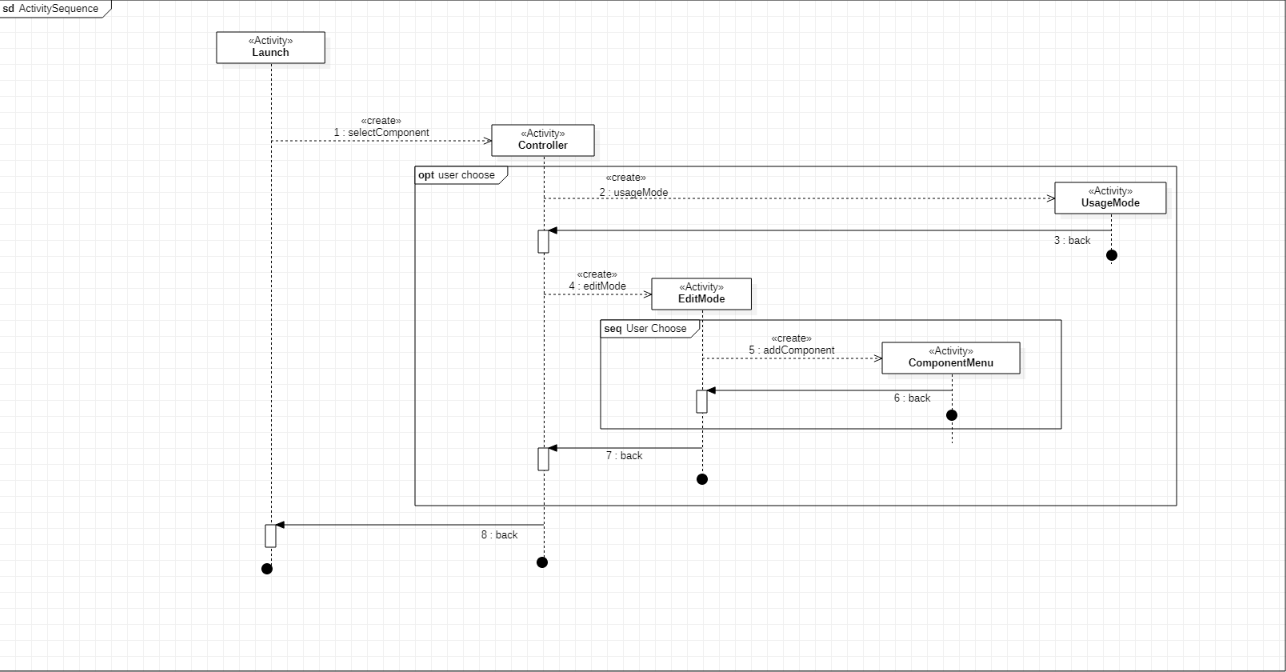 sd ActivitySequence
«Activity»
Launch
«create»
1 : selectComponent
«Activity»
Controller
opt user choose
«create»
2 : usageMode
«Activity»
UsageMode
3 : back
«create»
4 : editMode
«Activity»
EditMode
seq User Choose
«create»
5 : addComponent
«Activity»
ComponentMenu
6 : back
7 : back
8 : back